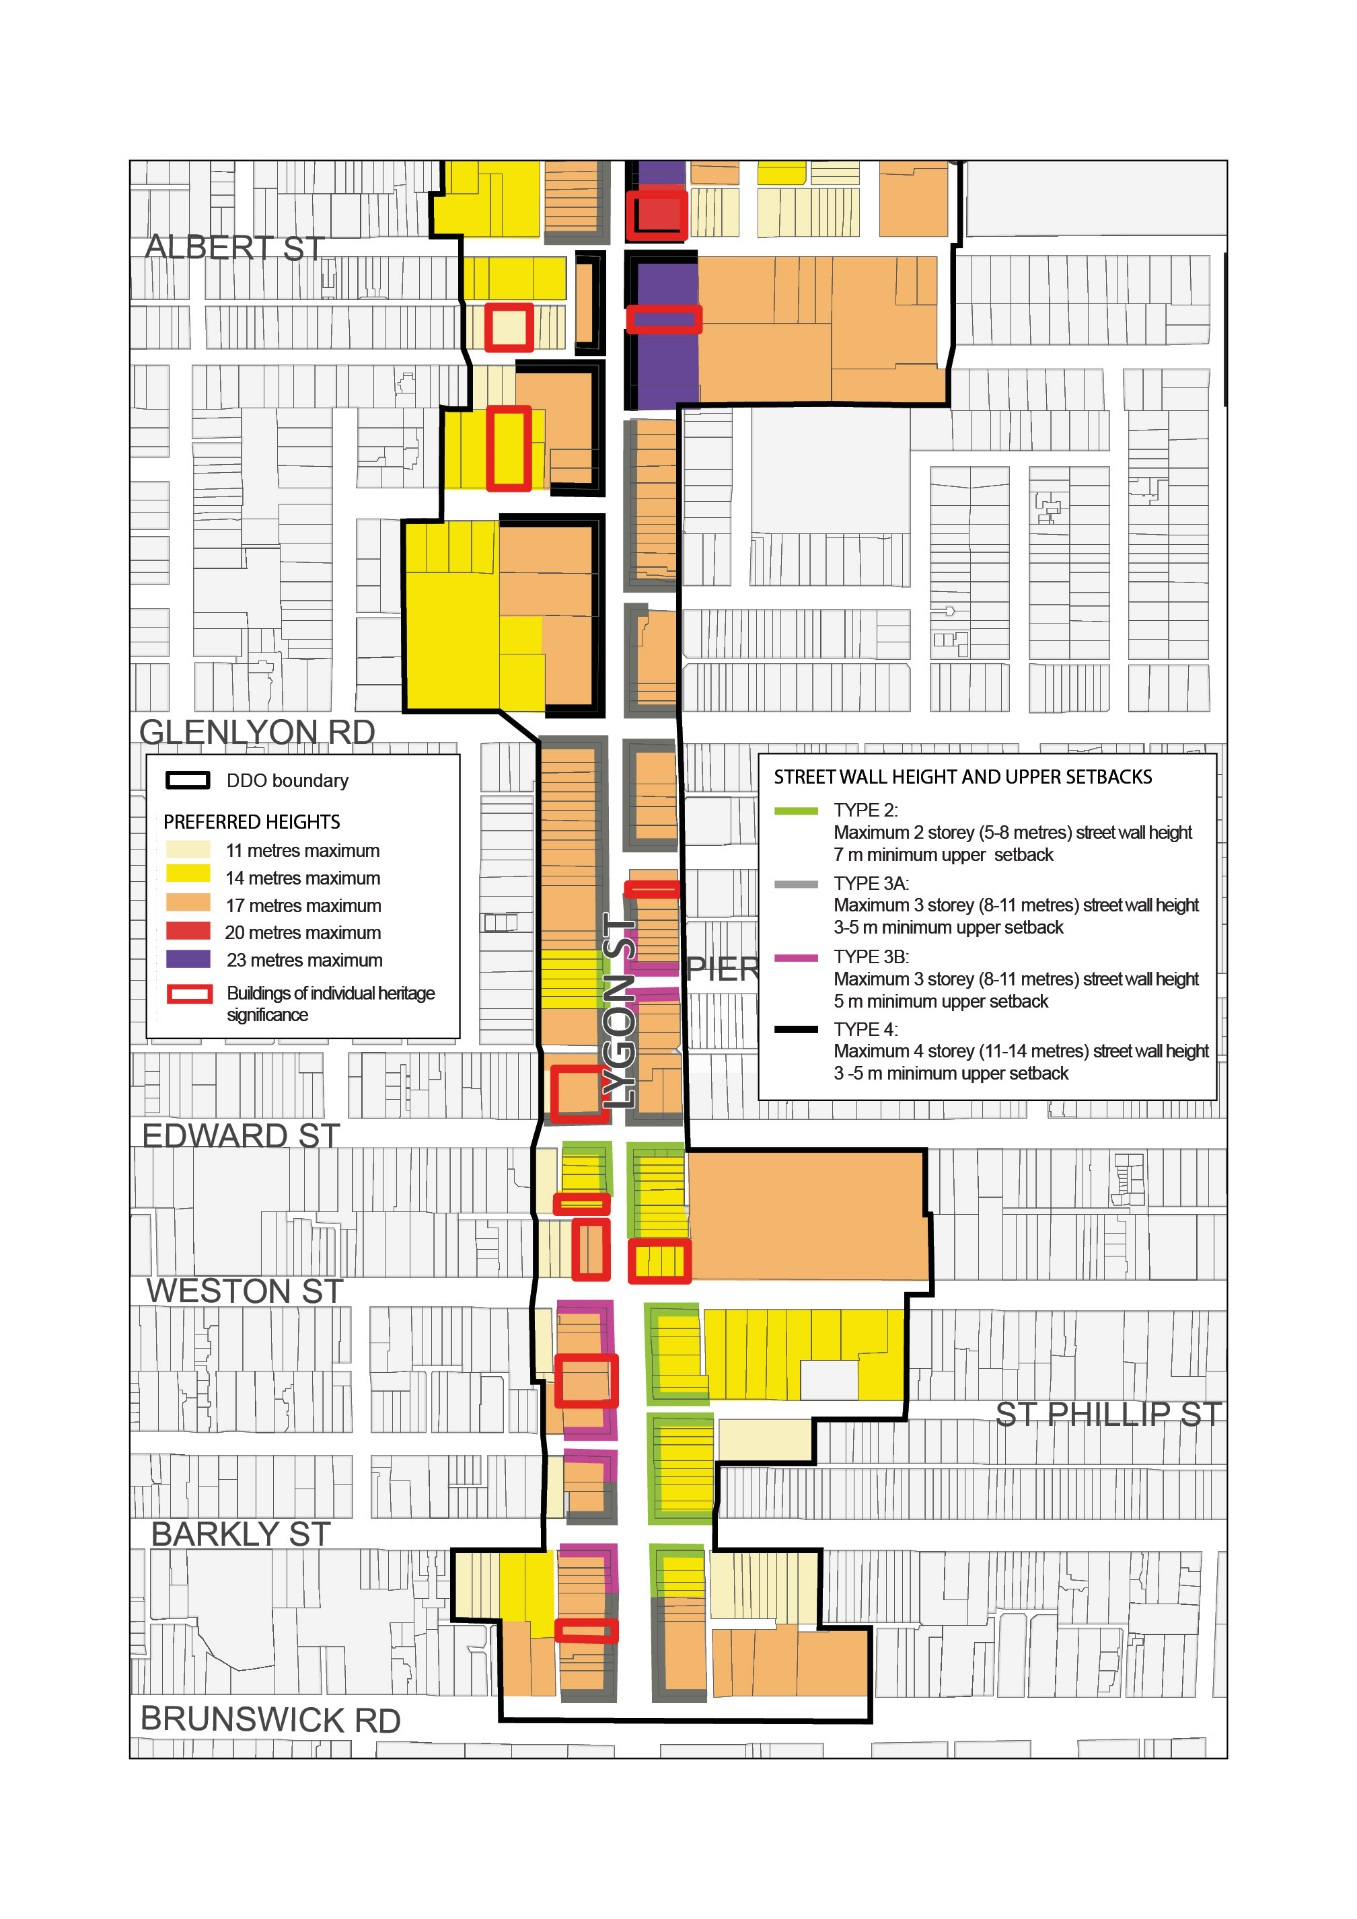 ALBERT ST
GLENLYON RD
DDO boundary
PREFERRED HEIGHTS
11 metres maximum
14 metres maximum
17 metres maximum
20 metres maximum
23 metres maximum
Buildings of individual heritage
significance
LYGON ST
PIER
STREET WALL HEIGHT AND UPPER SETBACKS
TYPE 2:
Maximum 2 storey (5-8 metres) street wall height
7 m minimum upper setback
TYPE 3A:
Maximum 3 storey (8-11 metres) street wall height
3-5 m minimum upper setback
TYPE 3B:
Maximum 3 storey (8-11 metres) street wall height
5 m minimum upper setback
TYPE 4:
Maximum 4 storey (11-14 metres) street wall height
3 -5 m minimum upper setback
EDWARD ST
WESTON ST
ST PHILLIP ST
BARKLY ST
BRUNSWICK RD